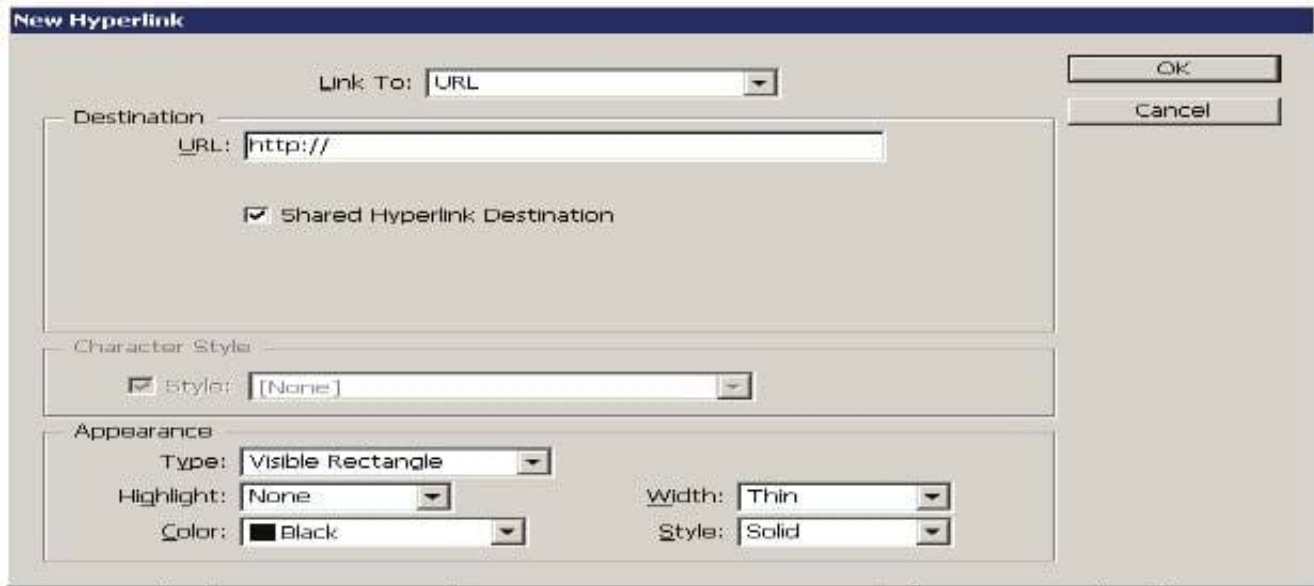 New Hyperlink
Link To: URL
OK
Cancel
Destination
URL: http://
Shared Hyperlink Destination
Character Style
Style: [None]
Appearance
Type: Visible Rectangle
Highlight: None
Width: Thin
Color: Black
Style: Solid